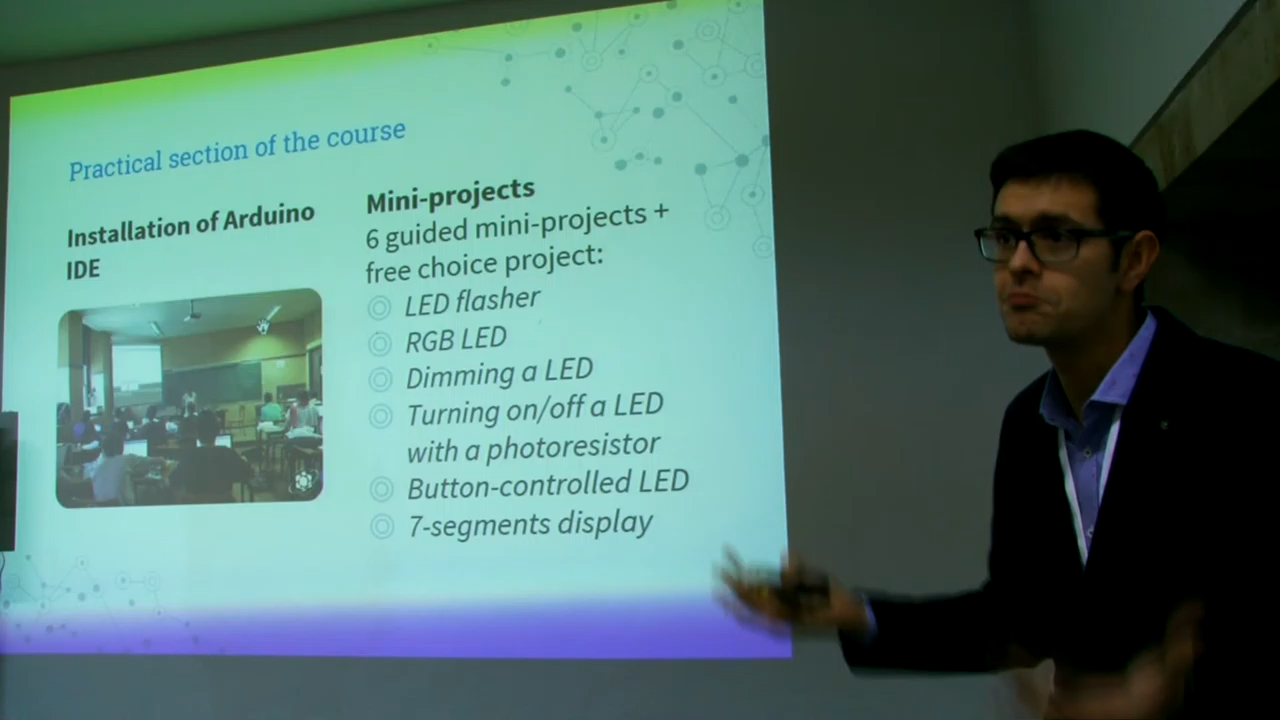 Practical section of the course
Installation of Arduino
IDE
Mini-projects
6 guided mini-projects +
free choice project:
LED flasher
RGB LED
Dimming a LED
Turning on/off a LED
with a photoresistor
Button-controlled LED
7-segments display